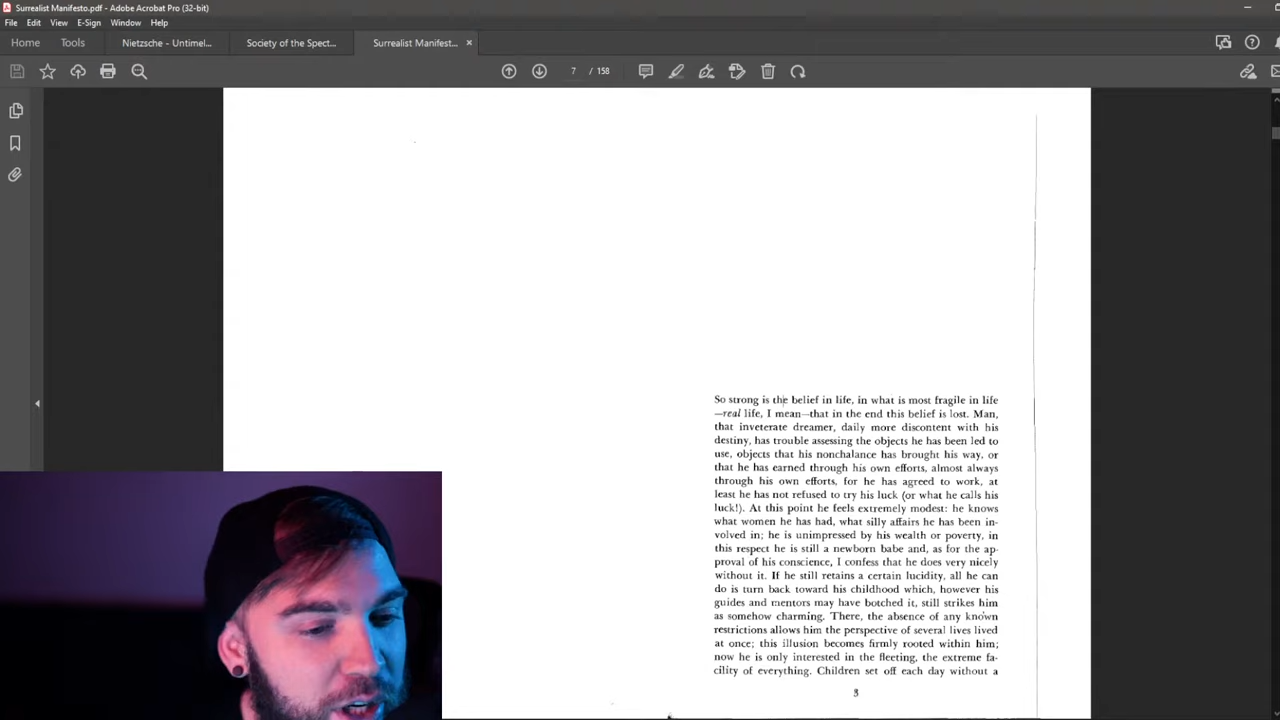 Surrealist Manifesto.pdf - Adobe Acrobat Pro (32-bit)
File Edit View E-Sign Window Help
Home Tools Nietzsche - Untimel... Society of the Spect... Surrealist Manifest... ×
7 / 158
So strong is the belief in life, in what is most fragile in life
—real life, I mean—that in the end this belief is lost. Man,
that inveterate dreamer, daily more discontent with his
destiny, has trouble assessing the objects he has been led to
use, objects that his nonchalance has brought his way, or
that he has earned through his own efforts, almost always
through his own efforts, for he has agreed to work, at
least he has not refused to try his luck (or what he calls his
luck!). At this point he feels extremely modest: he knows
what women he has had, what silly affairs he has been in-
volved in; he is unimpressed by his wealth or poverty, in
this respect he is still a newborn babe and, as for the ap-
proval of his conscience, I confess that he does very nicely
without it. If he still retains a certain lucidity, all he can
do is turn back toward his childhood which, however his
guides and mentors may have botched it, still strikes him
as somehow charming. There, the absence of any known
restrictions allows him the perspective of several lives lived
at once; this illusion becomes firmly rooted within him;
now he is only interested in the fleeting, the extreme fa-
cility of everything. Children set off each day without a
3